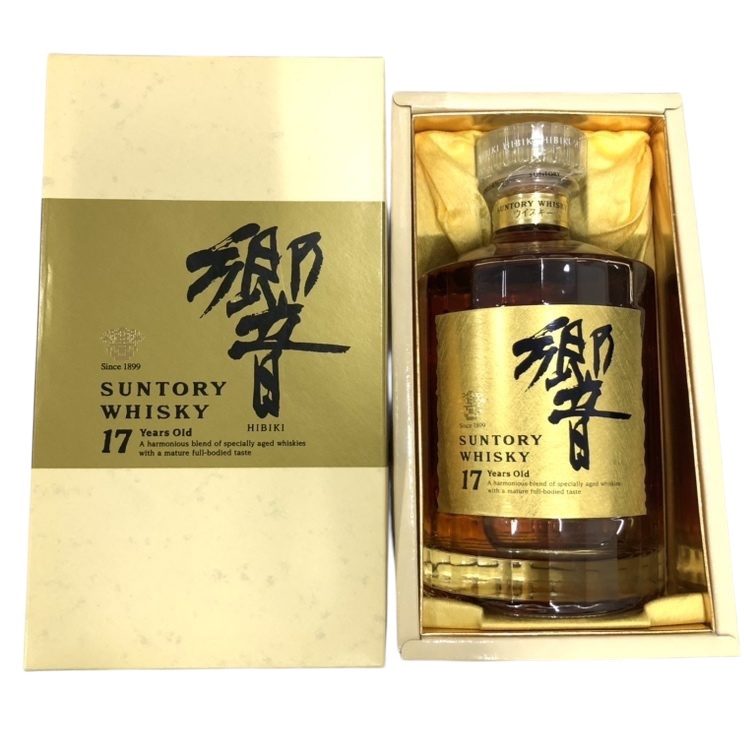 響
HIBIKI
Since 1899
SUNTORY
WHISKY
17 Years Old
A harmonious blend of specially aged whiskies
with a mature full-bodied taste
HIBIKI
SUNTORY
SUNTORY WHISKY
ウイスキー
響
Since 1899
SUNTORY
WHISKY
17 Years Old
A harmonious blend of specially aged whiskies
with a mature full-bodied taste